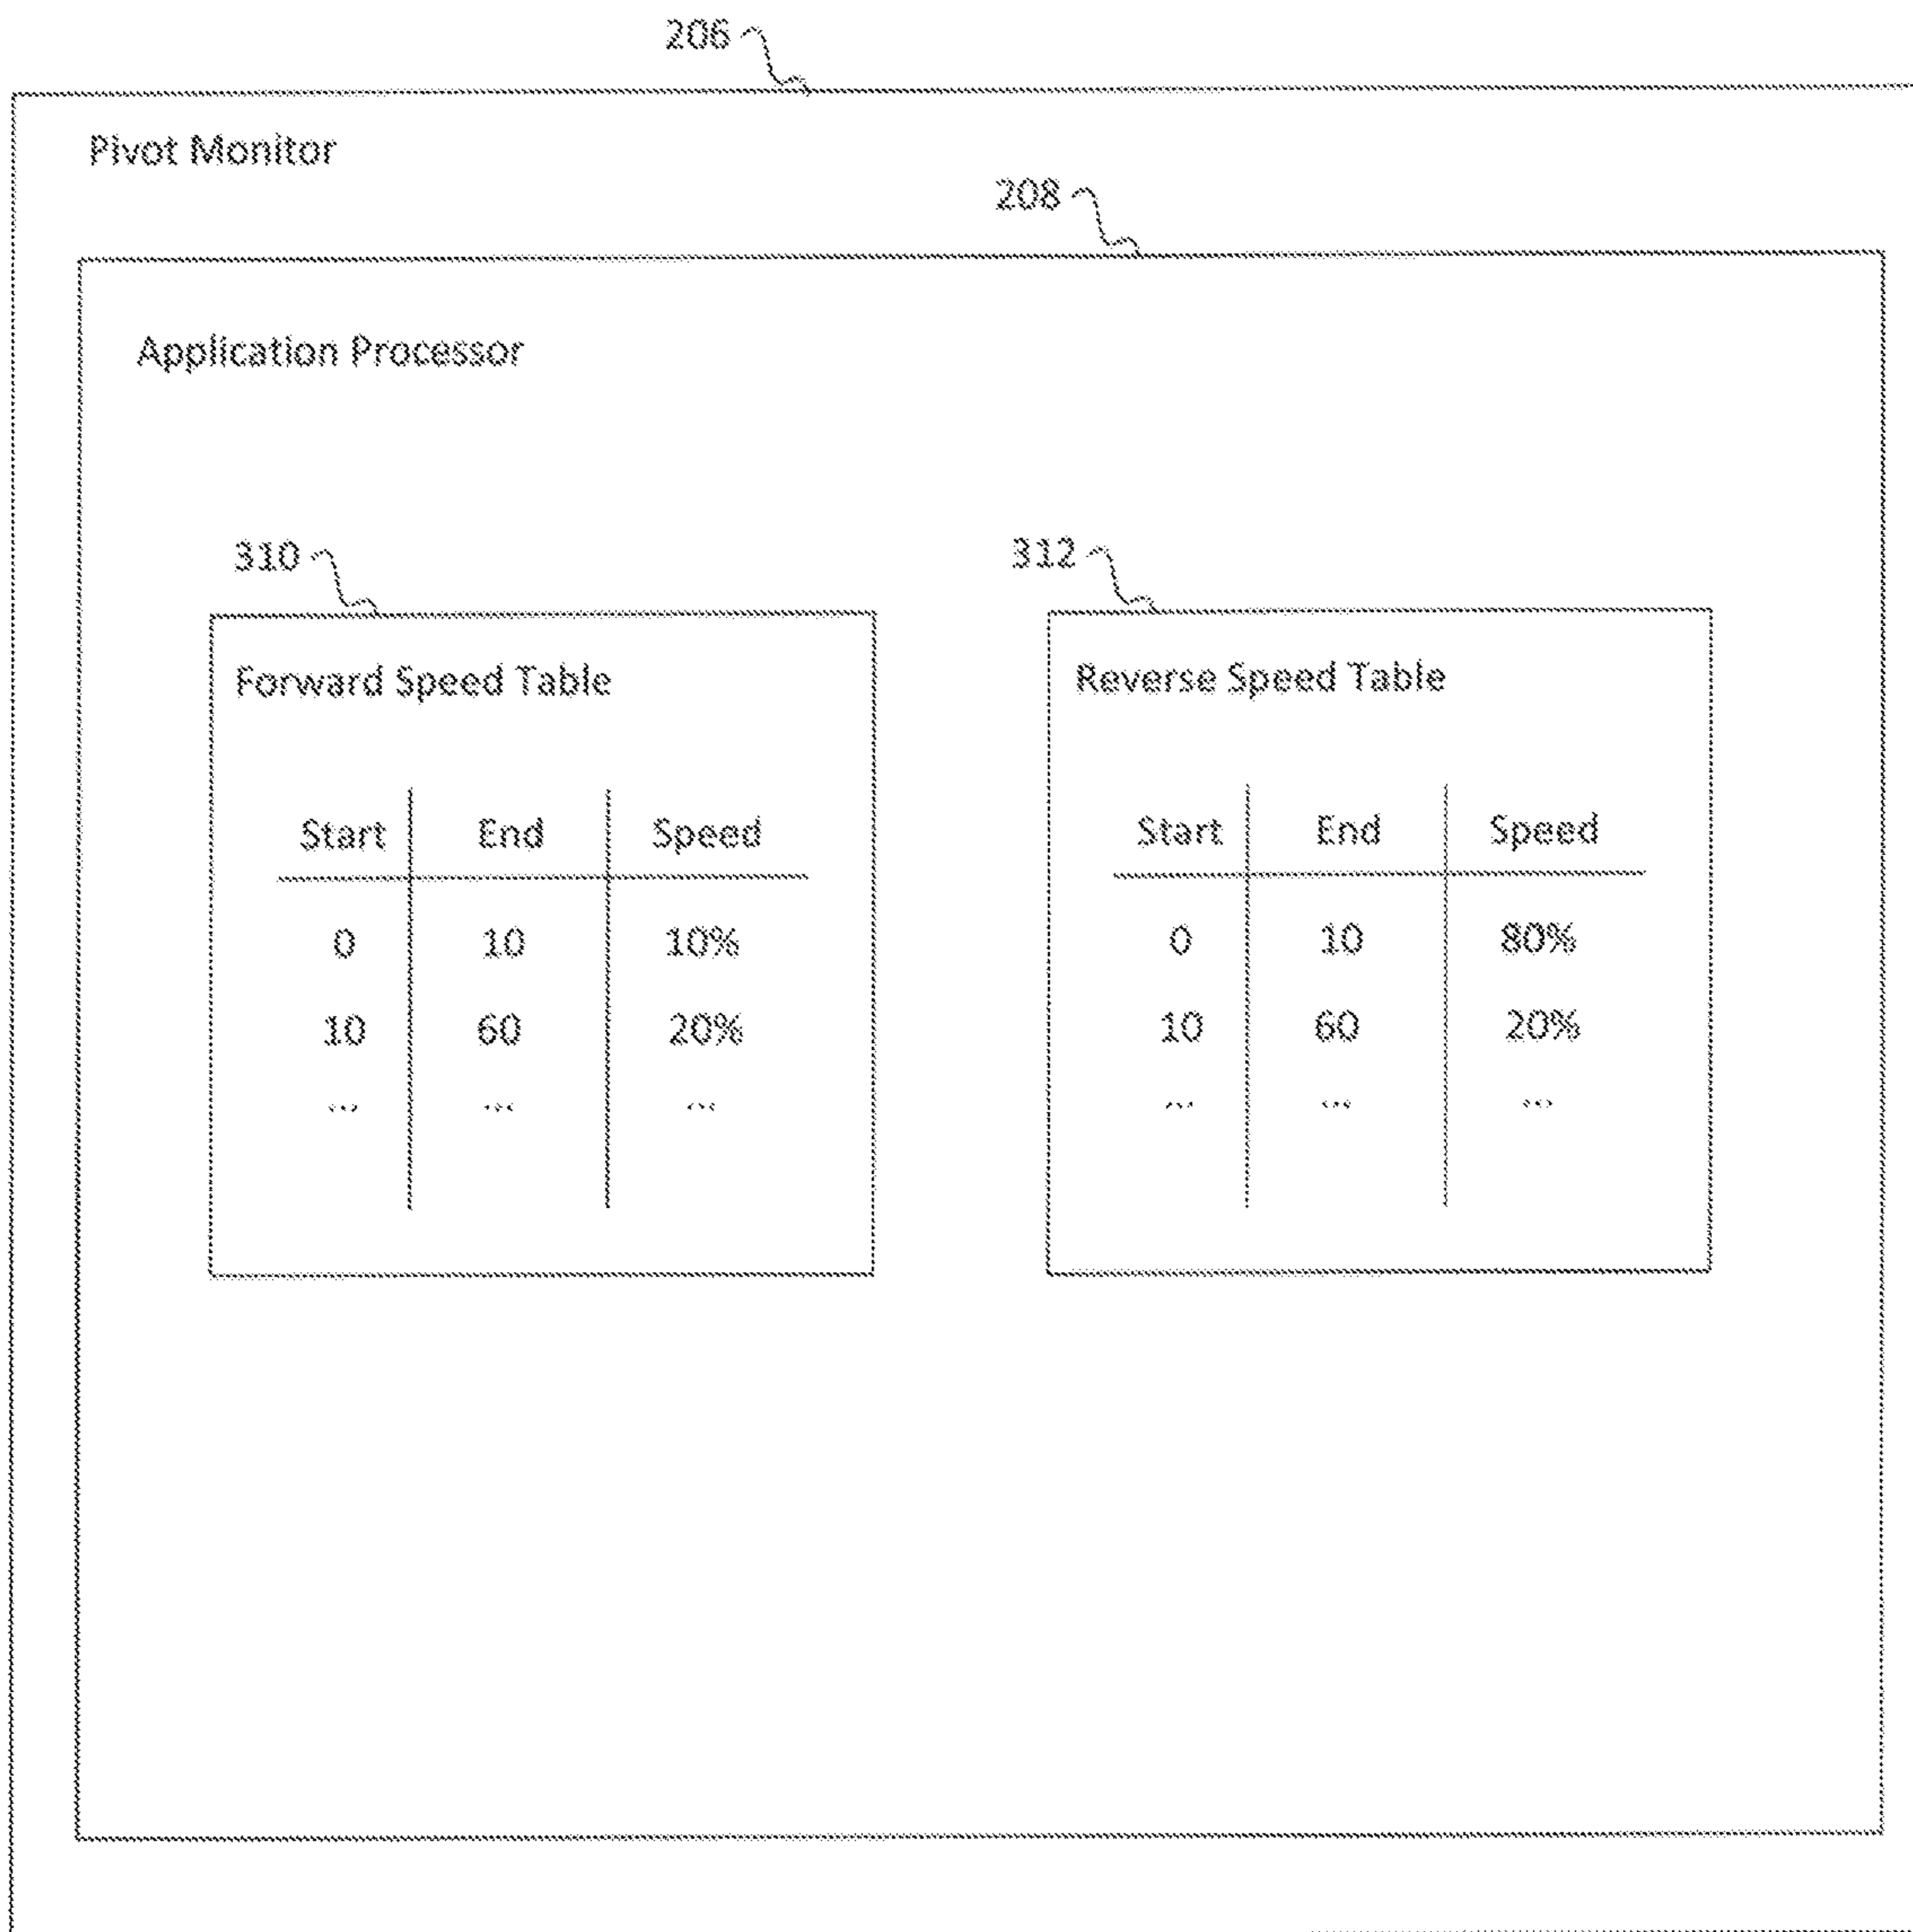 206
Pivot Monitor
208
Application Processor
310
312
Forward Speed Table
Reverse Speed Table
Start End Speed
Start End Speed
0 10 10%
0 10 80%
10 60 20%
10 60 20%
... ... ...
... ... ...